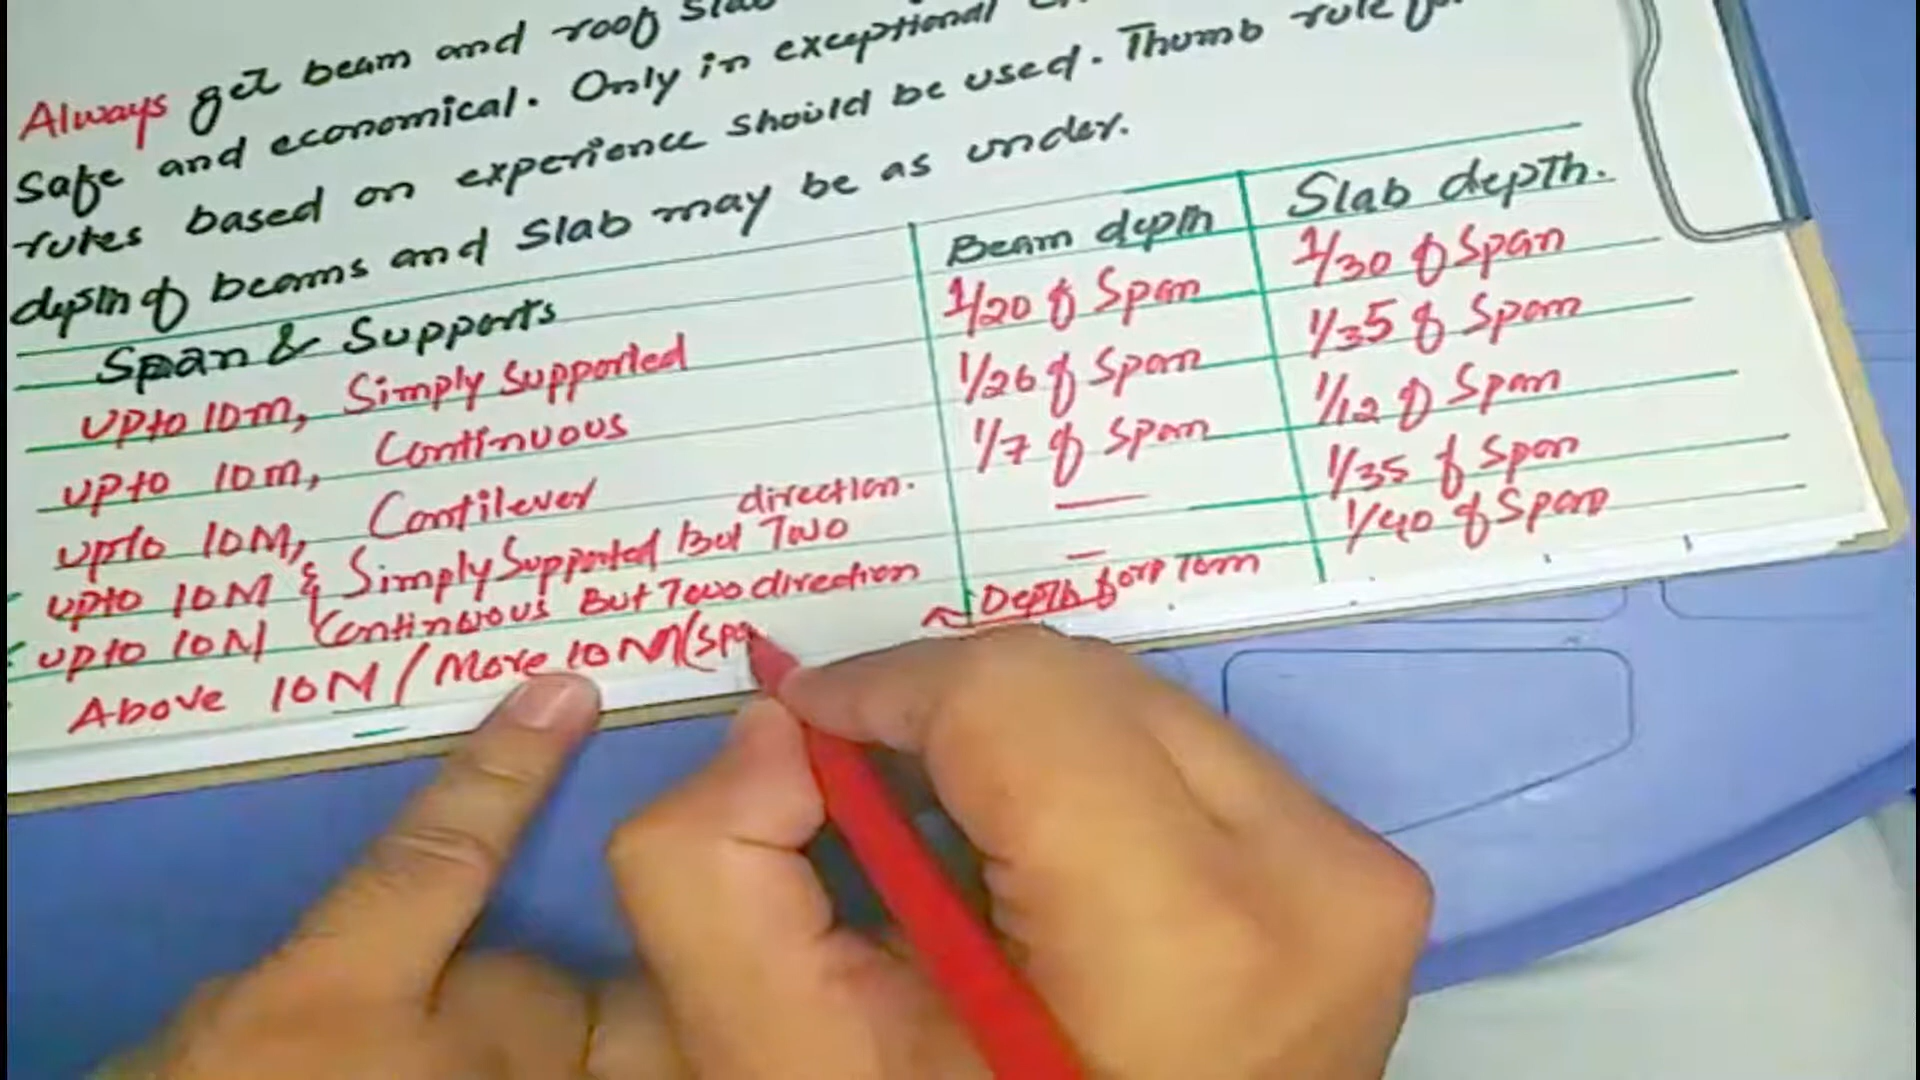 Always get beam and roof slab
safe and economical. Only in exceptional
rules based on experience should be used. Thumb rule for
depth of beams and Slab may be as under.
Span & Supports Beam depth Slab depth.
upto 10m, Simply Supported 1/20 of Span 1/30 of Span
upto 10m, Continuous 1/26 of Span 1/35 of Span
upto 10M, Cantilever 1/7 of Span 1/12 of Span
direction.
upto 10M & Simply Supported But Two — 1/35 of Span
upto 10M Continuous But Two direction — 1/40 of Span
Above 10M / More 10M (Spa ~ Depth for 10m